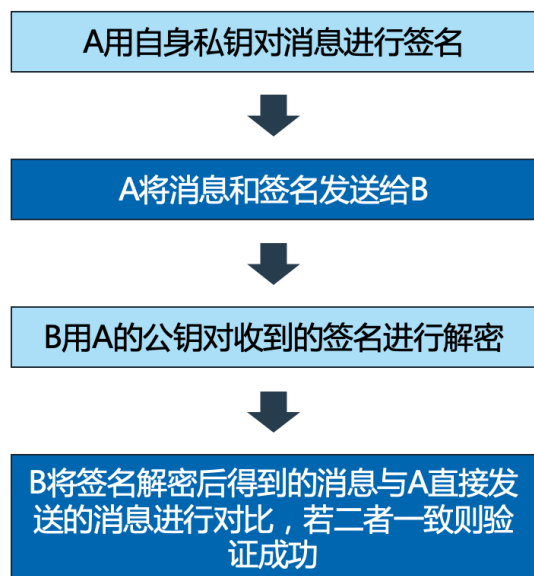 A用自身私钥对消息进行签名
A将消息和签名发送给B
B用A的公钥对收到的签名进行解密
B将签名解密后得到的消息与A直接发
送的消息进行对比，若二者一致则验
证成功